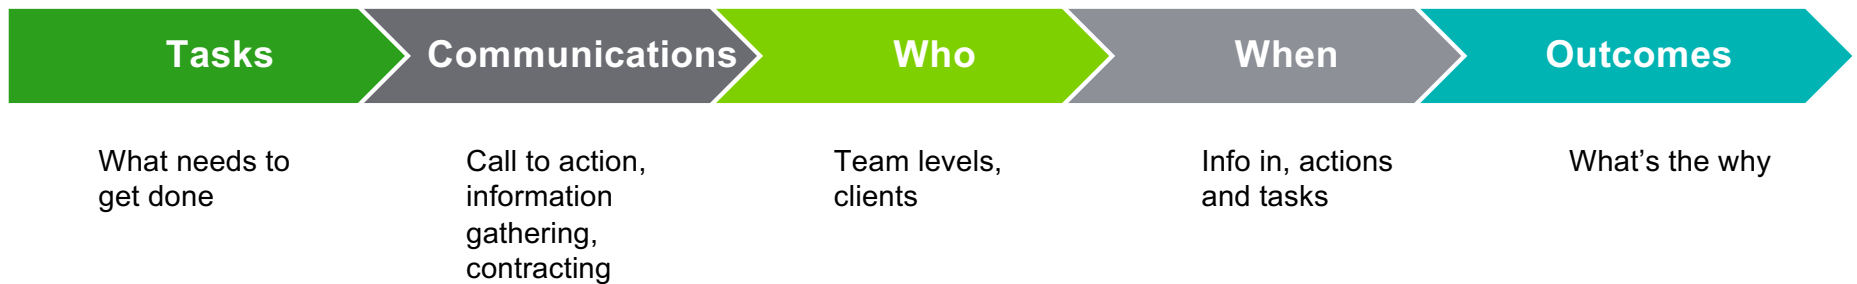 Tasks
Communications
Who
When
Outcomes
What needs to
get done
Call to action,
information
gathering,
contracting
Team levels,
clients
Info in, actions
and tasks
What’s the why